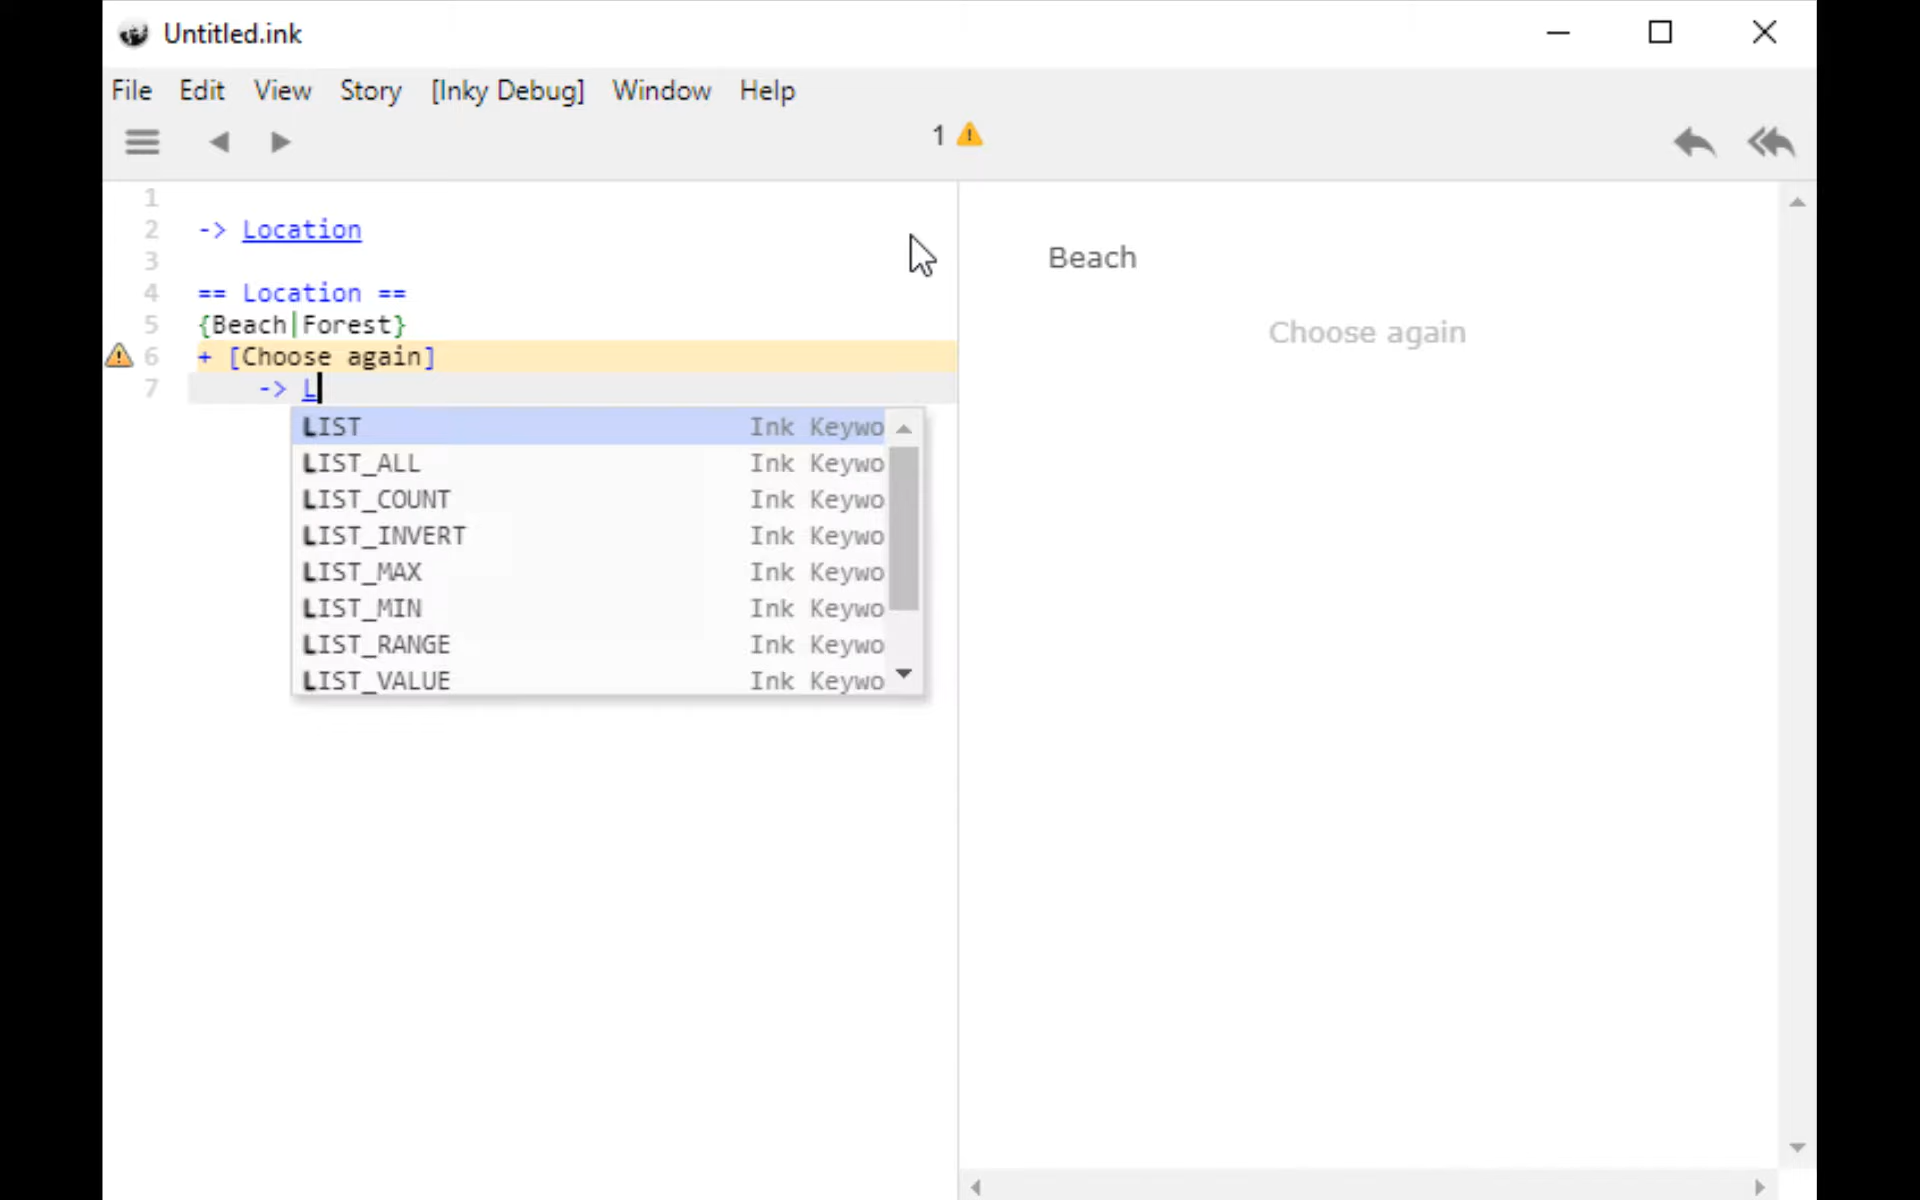 Untitled.ink
File Edit View Story [Inky Debug] Window Help
1
1
2 -> Location
3
4 == Location ==
5 {Beach|Forest}
6 + [Choose again]
7 -> L
LIST Ink Keywo
LIST_ALL Ink Keywo
LIST_COUNT Ink Keywo
LIST_INVERT Ink Keywo
LIST_MAX Ink Keywo
LIST_MIN Ink Keywo
LIST_RANGE Ink Keywo
LIST_VALUE Ink Keywo
Beach
Choose again